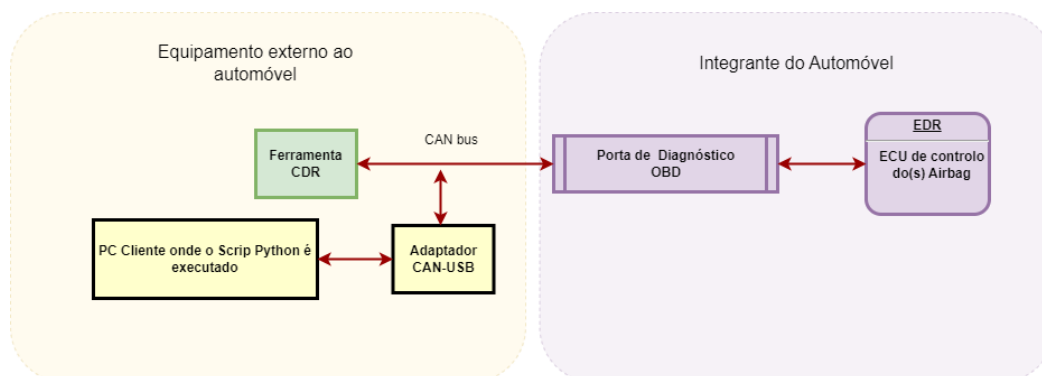 Equipamento externo ao
automóvel
Integrante do Automóvel
CAN bus
Ferramenta
CDR
Porta de Diagnóstico
OBD
EDR
ECU de controlo
do(s) Airbag
PC Cliente onde o Scrip Python é
executado
Adaptador
CAN-USB